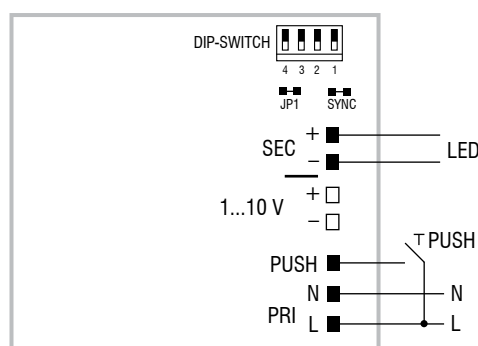 DIP-SWITCH
4 3 2 1
JP1 SYNC
SEC + LED
−
1...10 V +
−
PUSH
PUSH
N N
PRI L L